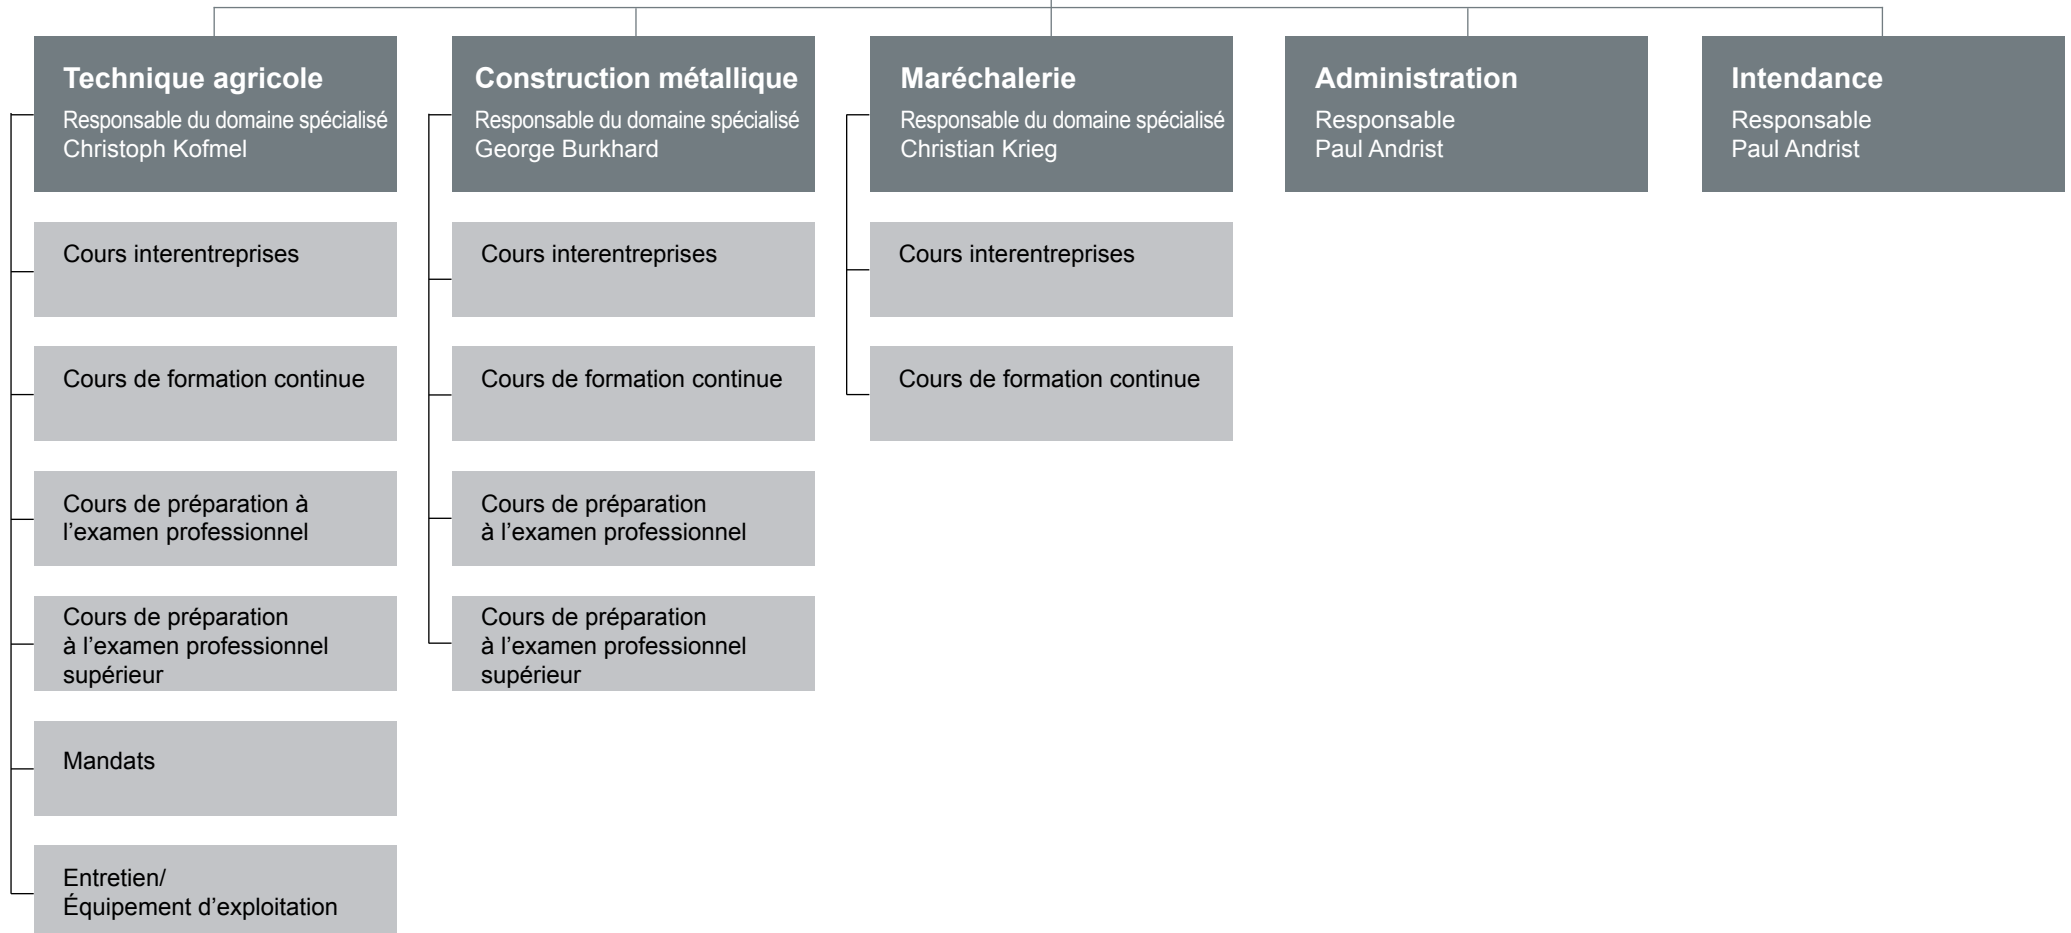 Technique agricole
Responsable du domaine spécialisé
Christoph Kofmel
Cours interentreprises
Cours de formation continue
Cours de préparation à
l’examen professionnel
Cours de préparation
à l’examen professionnel
supérieur
Mandats
Entretien/
Équipement d’exploitation
Construction métallique
Responsable du domaine spécialisé
George Burkhard
Cours interentreprises
Cours de formation continue
Cours de préparation
à l’examen professionnel
Cours de préparation
à l’examen professionnel
supérieur
Maréchalerie
Responsable du domaine spécialisé
Christian Krieg
Cours interentreprises
Cours de formation continue
Administration
Responsable
Paul Andrist
Intendance
Responsable
Paul Andrist